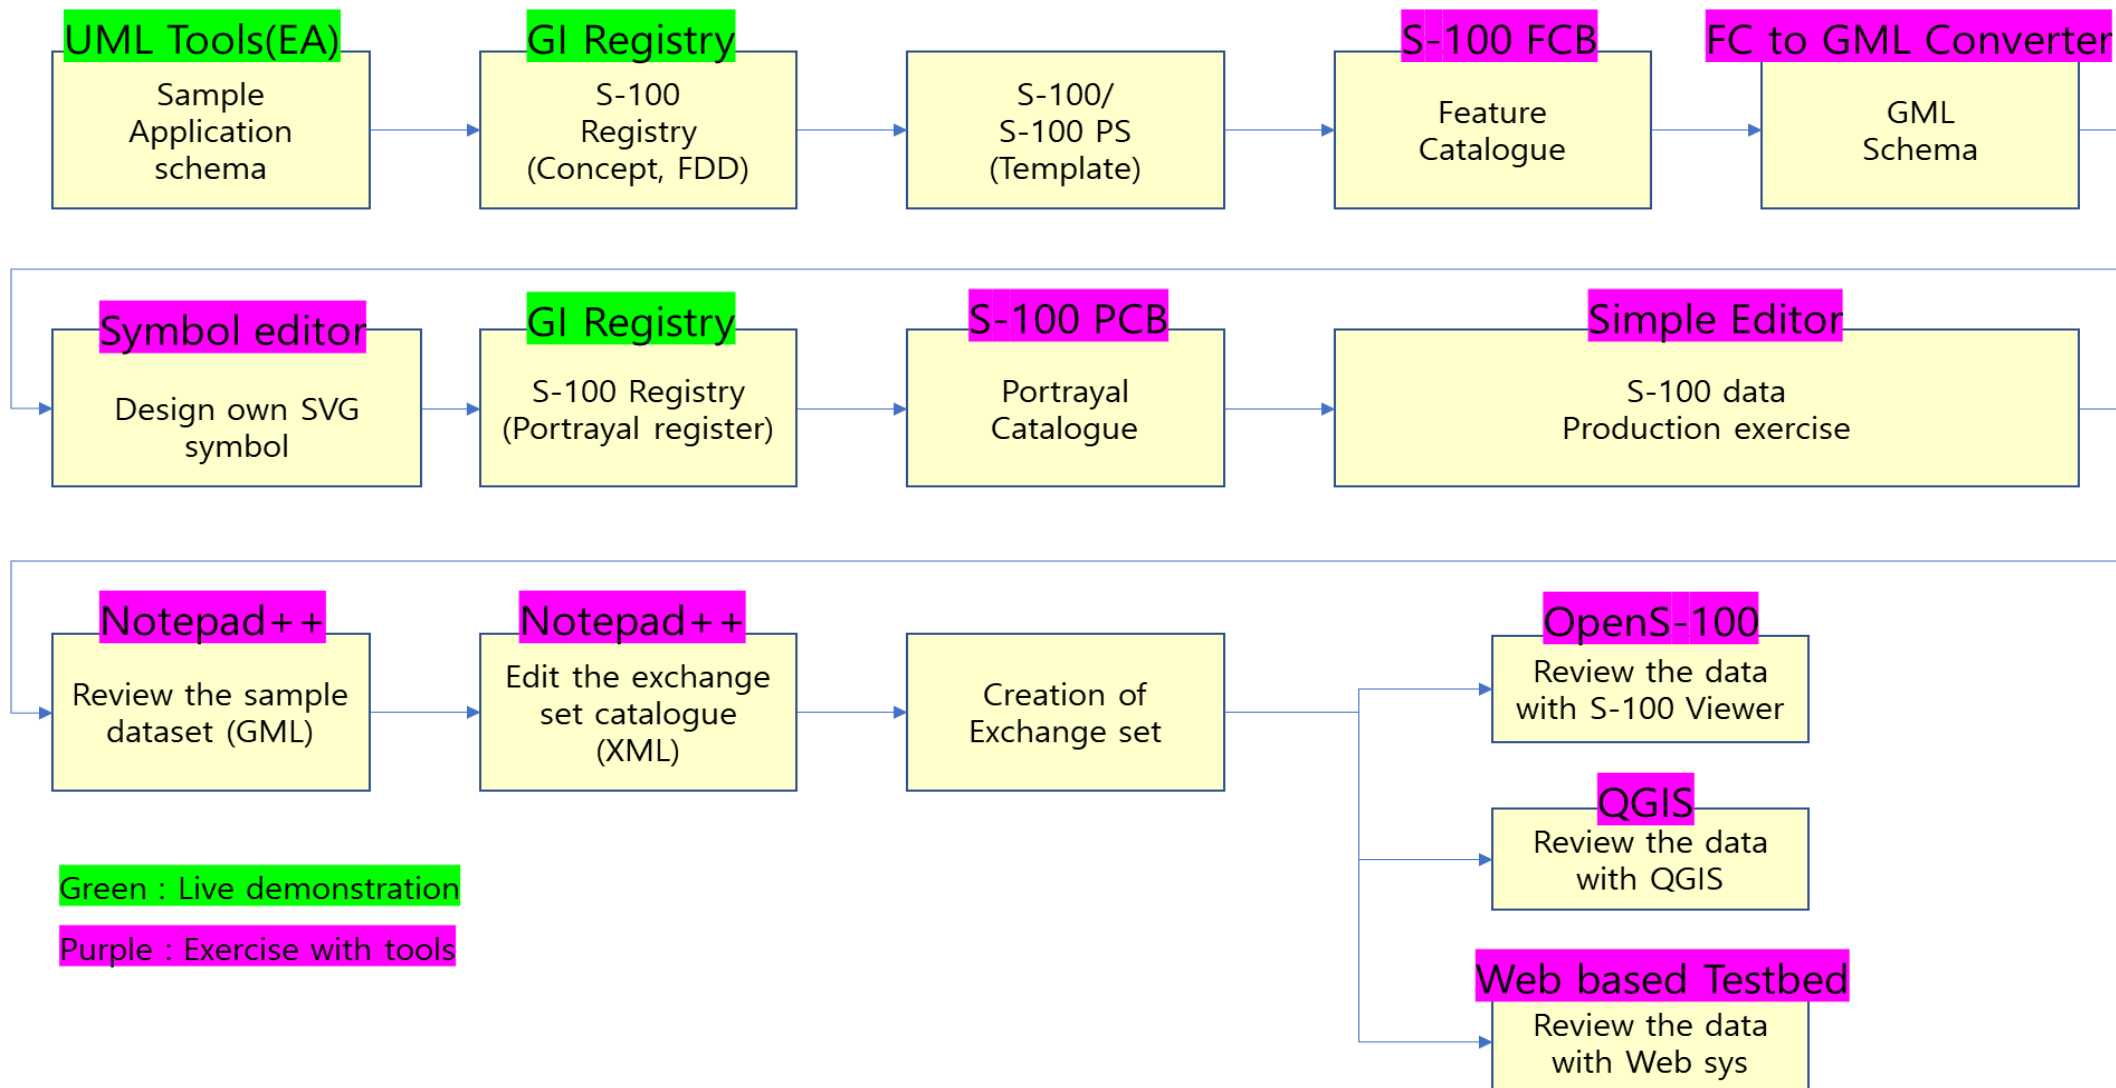 UML Tools(EA)
Sample
Application
schema
GI Registry
S-100
Registry
(Concept, FDD)
S-100/
S-100 PS
(Template)
S-100 FCB
Feature
Catalogue
FC to GML Converter
GML
Schema
Symbol editor
Design own SVG
symbol
GI Registry
S-100 Registry
(Portrayal register)
S-100 PCB
Portrayal
Catalogue
Simple Editor
S-100 data
Production exercise
Notepad++
Review the sample
dataset (GML)
Notepad++
Edit the exchange
set catalogue
(XML)
Creation of
Exchange set
OpenS-100
Review the data
with S-100 Viewer
QGIS
Review the data
with QGIS
Web based Testbed
Review the data
with Web sys
Green : Live demonstration
Purple : Exercise with tools